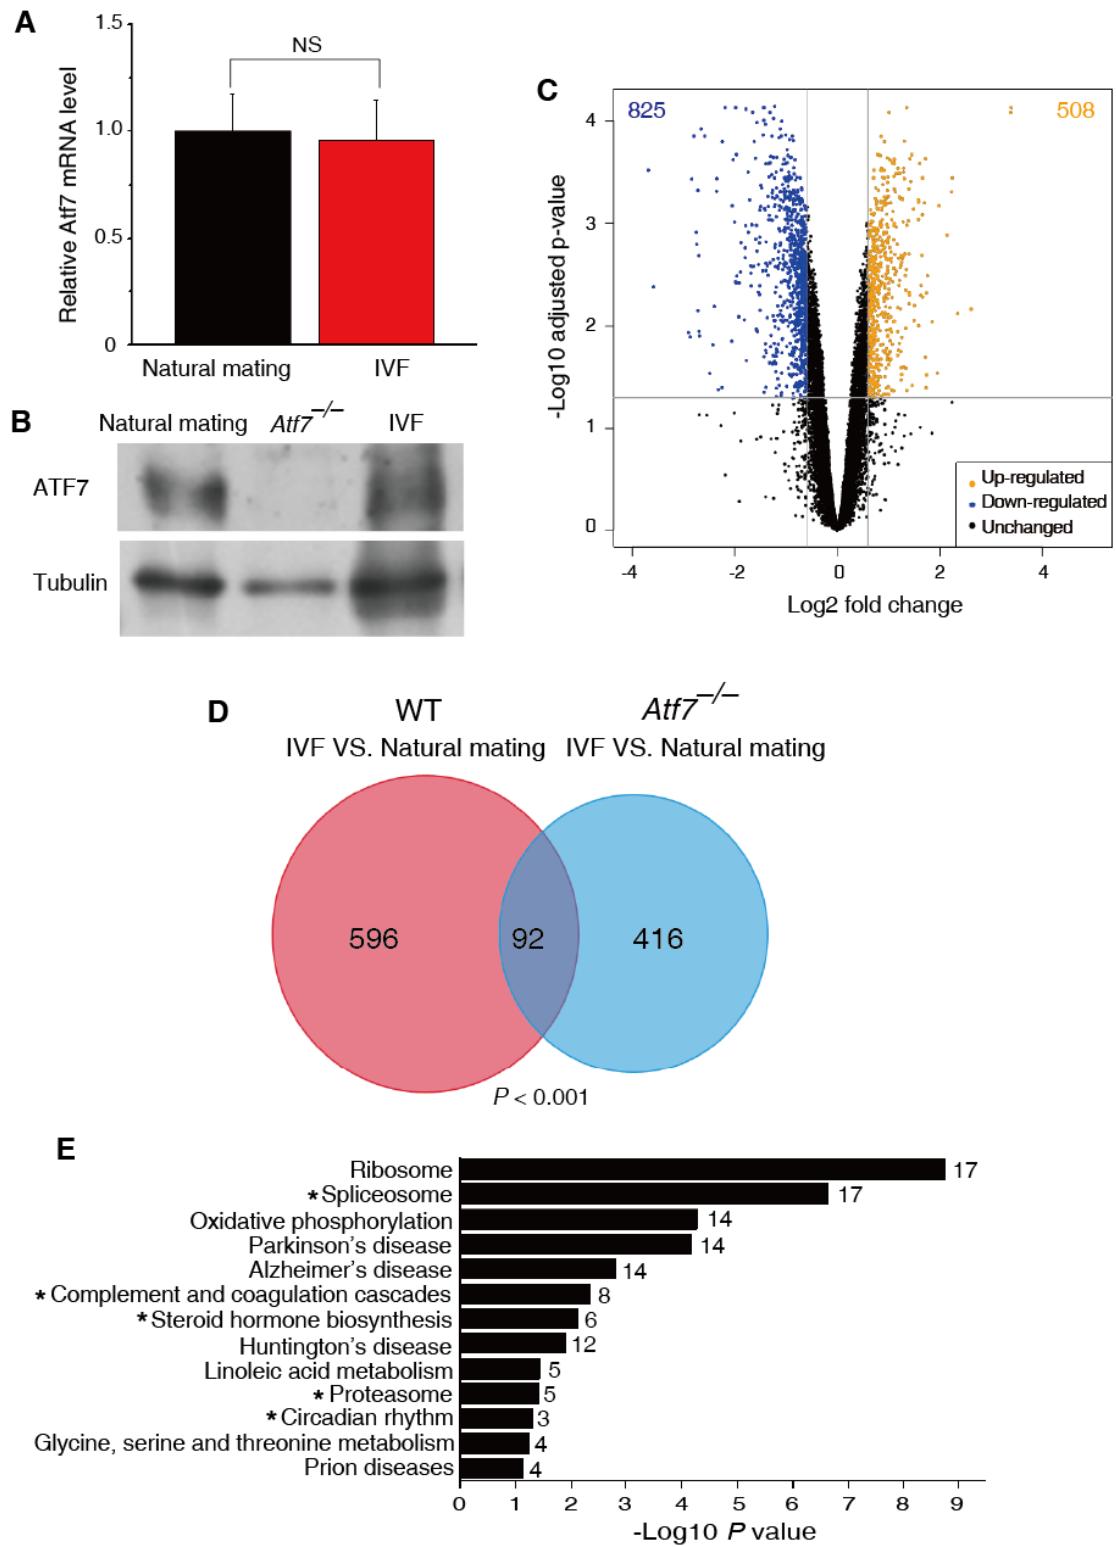 A
1.5
1.0
0.5
0
Relative Atf7 mRNA level
NS
Natural mating
IVF
B
Natural mating Atf7−/− IVF
ATF7
Tubulin
C
825
508
4
3
2
1
0
-Log10 adjusted p-value
Up-regulated
Down-regulated
Unchanged
-4 -2 0 2 4
Log2 fold change
D
WT Atf7−/−
IVF VS. Natural mating IVF VS. Natural mating
596 92 416
P < 0.001
E
Ribosome 17
*Spliceosome 17
Oxidative phosphorylation 14
Parkinson's disease 14
Alzheimer's disease 14
*Complement and coagulation cascades 8
*Steroid hormone biosynthesis 6
Huntington's disease 12
Linoleic acid metabolism 5
*Proteasome 5
*Circadian rhythm 3
Glycine, serine and threonine metabolism 4
Prion diseases 4
0 1 2 3 4 5 6 7 8 9
-Log10 P value